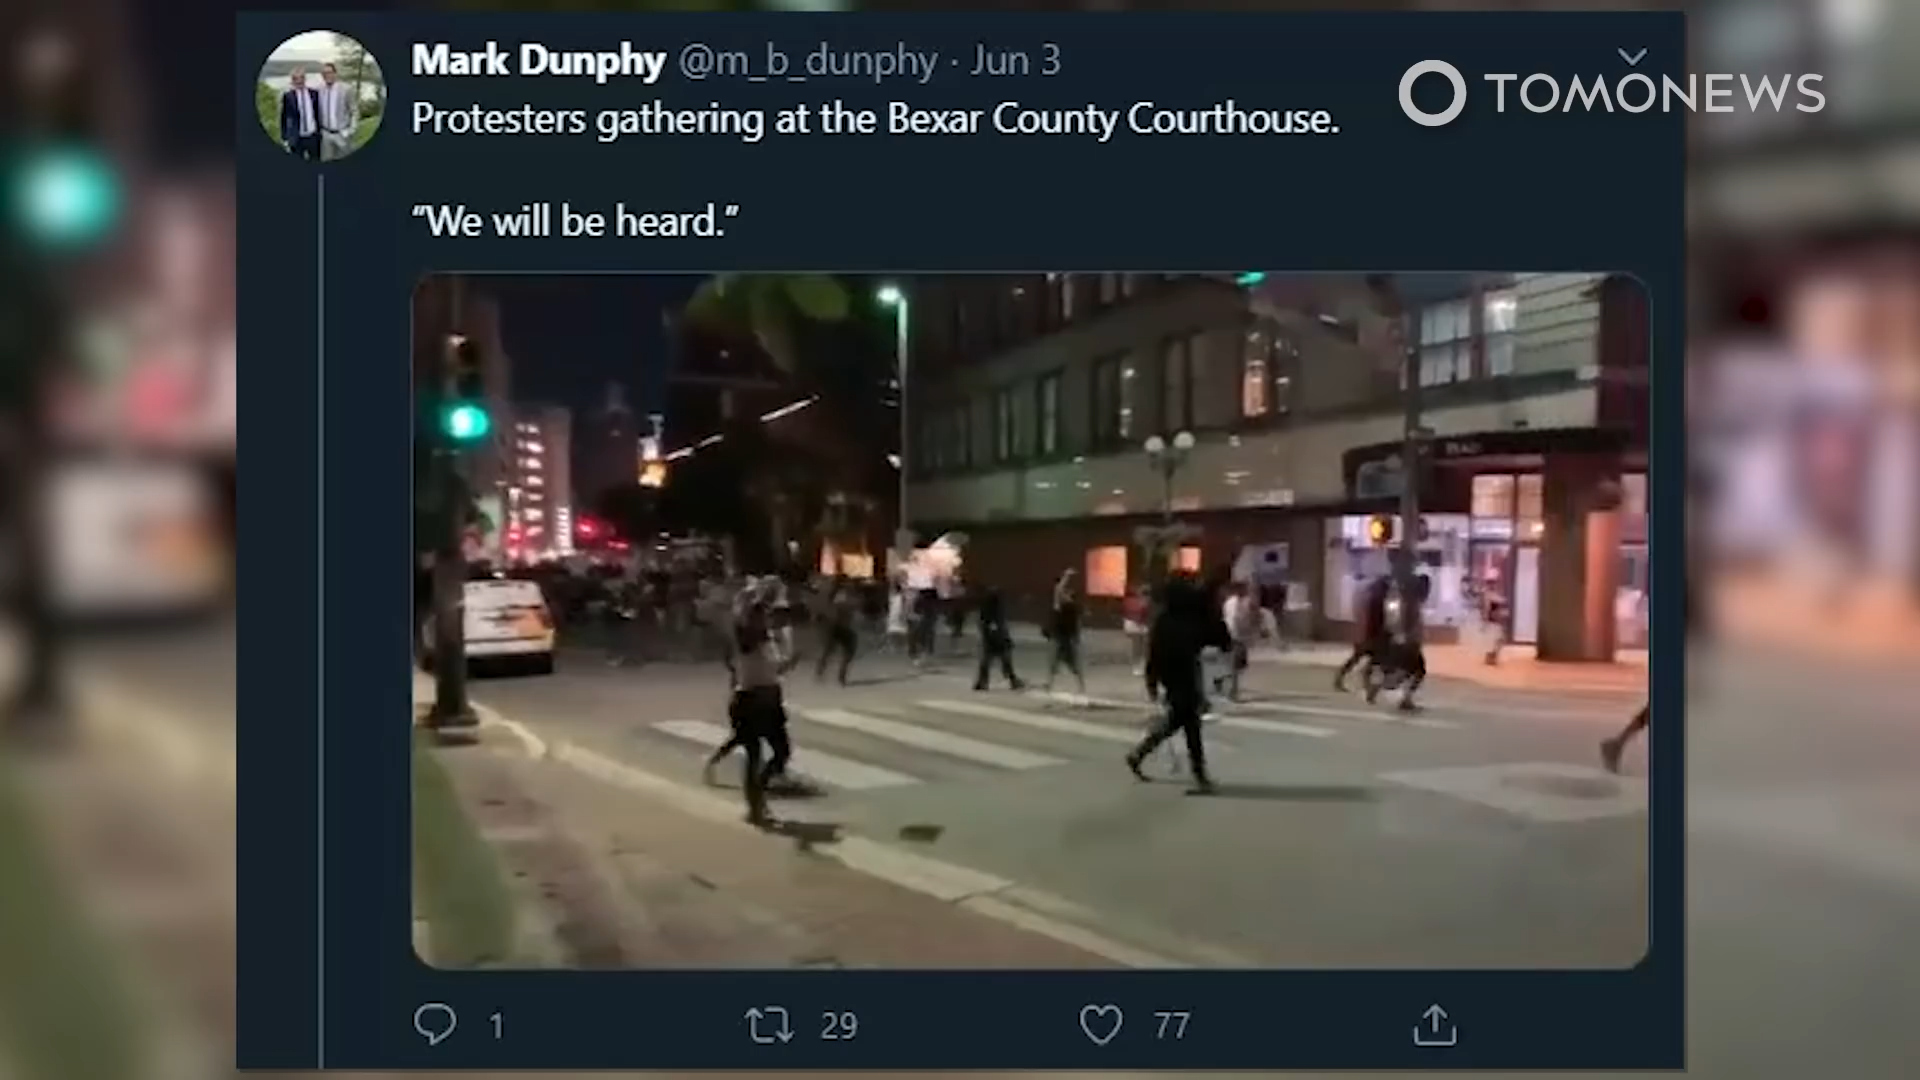 Mark Dunphy @m_b_dunphy · Jun 3
TOMONEWS
Protesters gathering at the Bexar County Courthouse.
“We will be heard.”
1
29
77